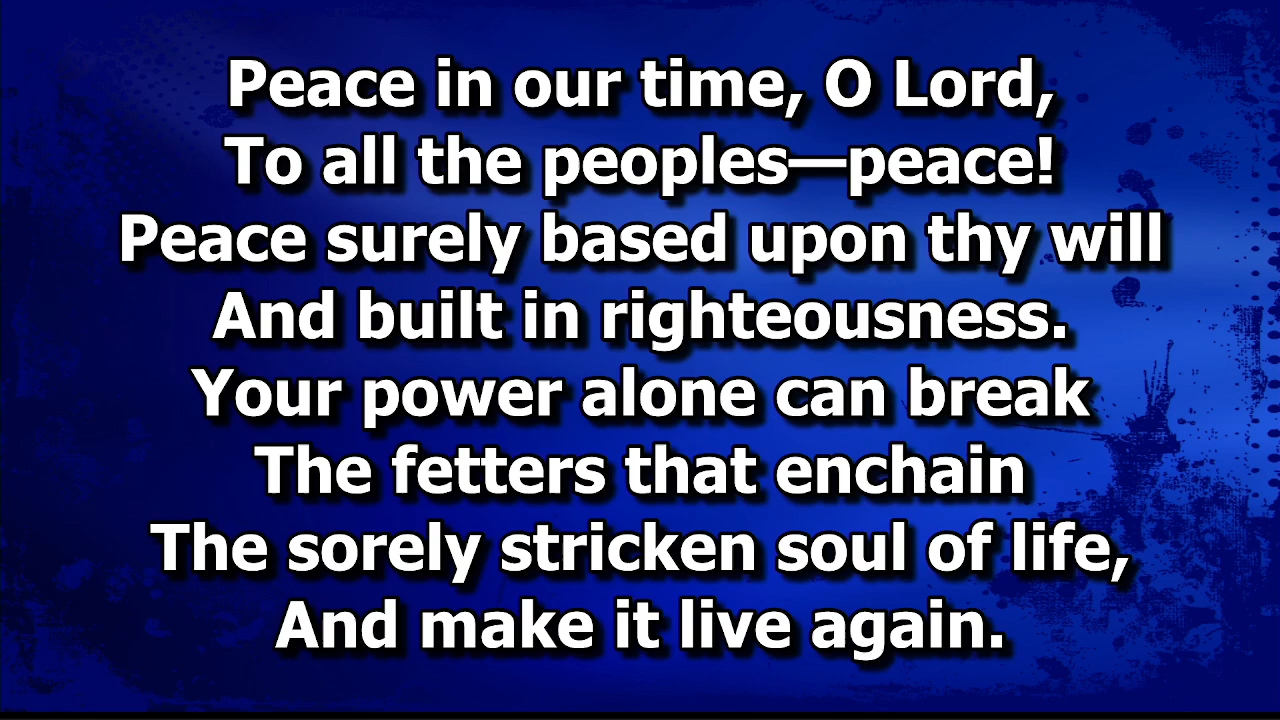 Peace in our time, O Lord,
To all the peoples—peace!
Peace surely based upon thy will
And built in righteousness.
Your power alone can break
The fetters that enchain
The sorely stricken soul of life,
And make it live again.